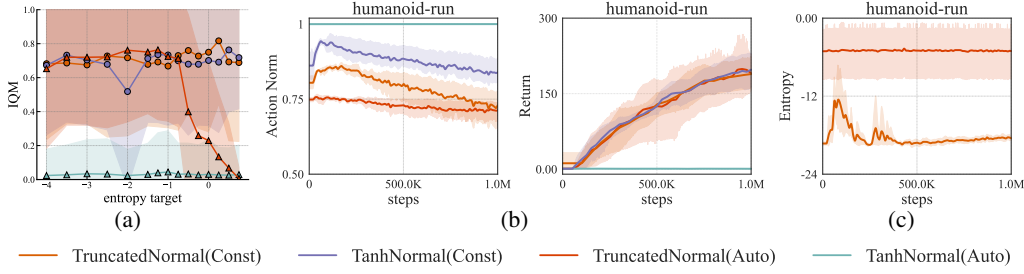 IQM
1.0
0.8
0.6
0.4
0.2
0.0
−4 −3 −2 −1 0
entropy target
(a)
humanoid-run
Action Norm
1
0.75
0.50
0 500.0K 1.0M
steps
humanoid-run
Return
300
150
0.00
0 500.0K 1.0M
steps
(b)
humanoid-run
Entropy
0.00
−12
−24
0 500.0K 1.0M
steps
(c)
TruncatedNormal(Const) TanhNormal(Const) TruncatedNormal(Auto) TanhNormal(Auto)